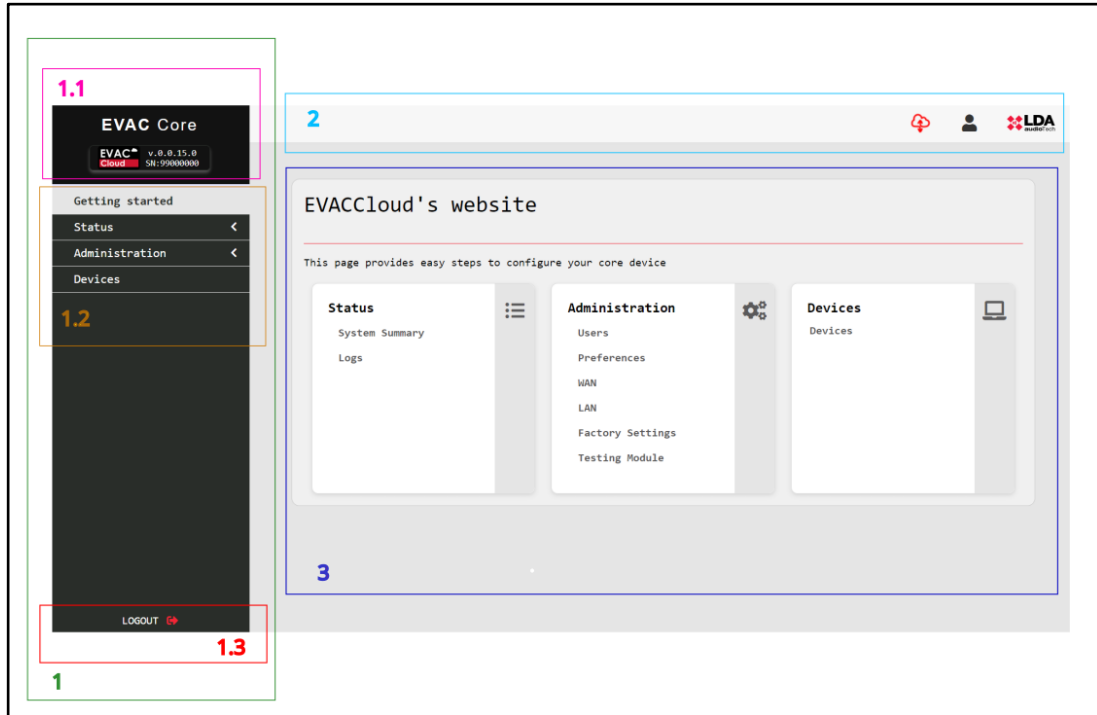 1.1
EVAC Core
EVAC Cloud v.0.0.15.0
SN:99000000
Getting started
Status
Administration
Devices
1.2
LOGOUT
1.3
1
2
LDA
audioTech
EVACCloud's website
This page provides easy steps to configure your core device
Status
System Summary
Logs
Administration
Users
Preferences
WAN
LAN
Factory Settings
Testing Module
Devices
Devices
3